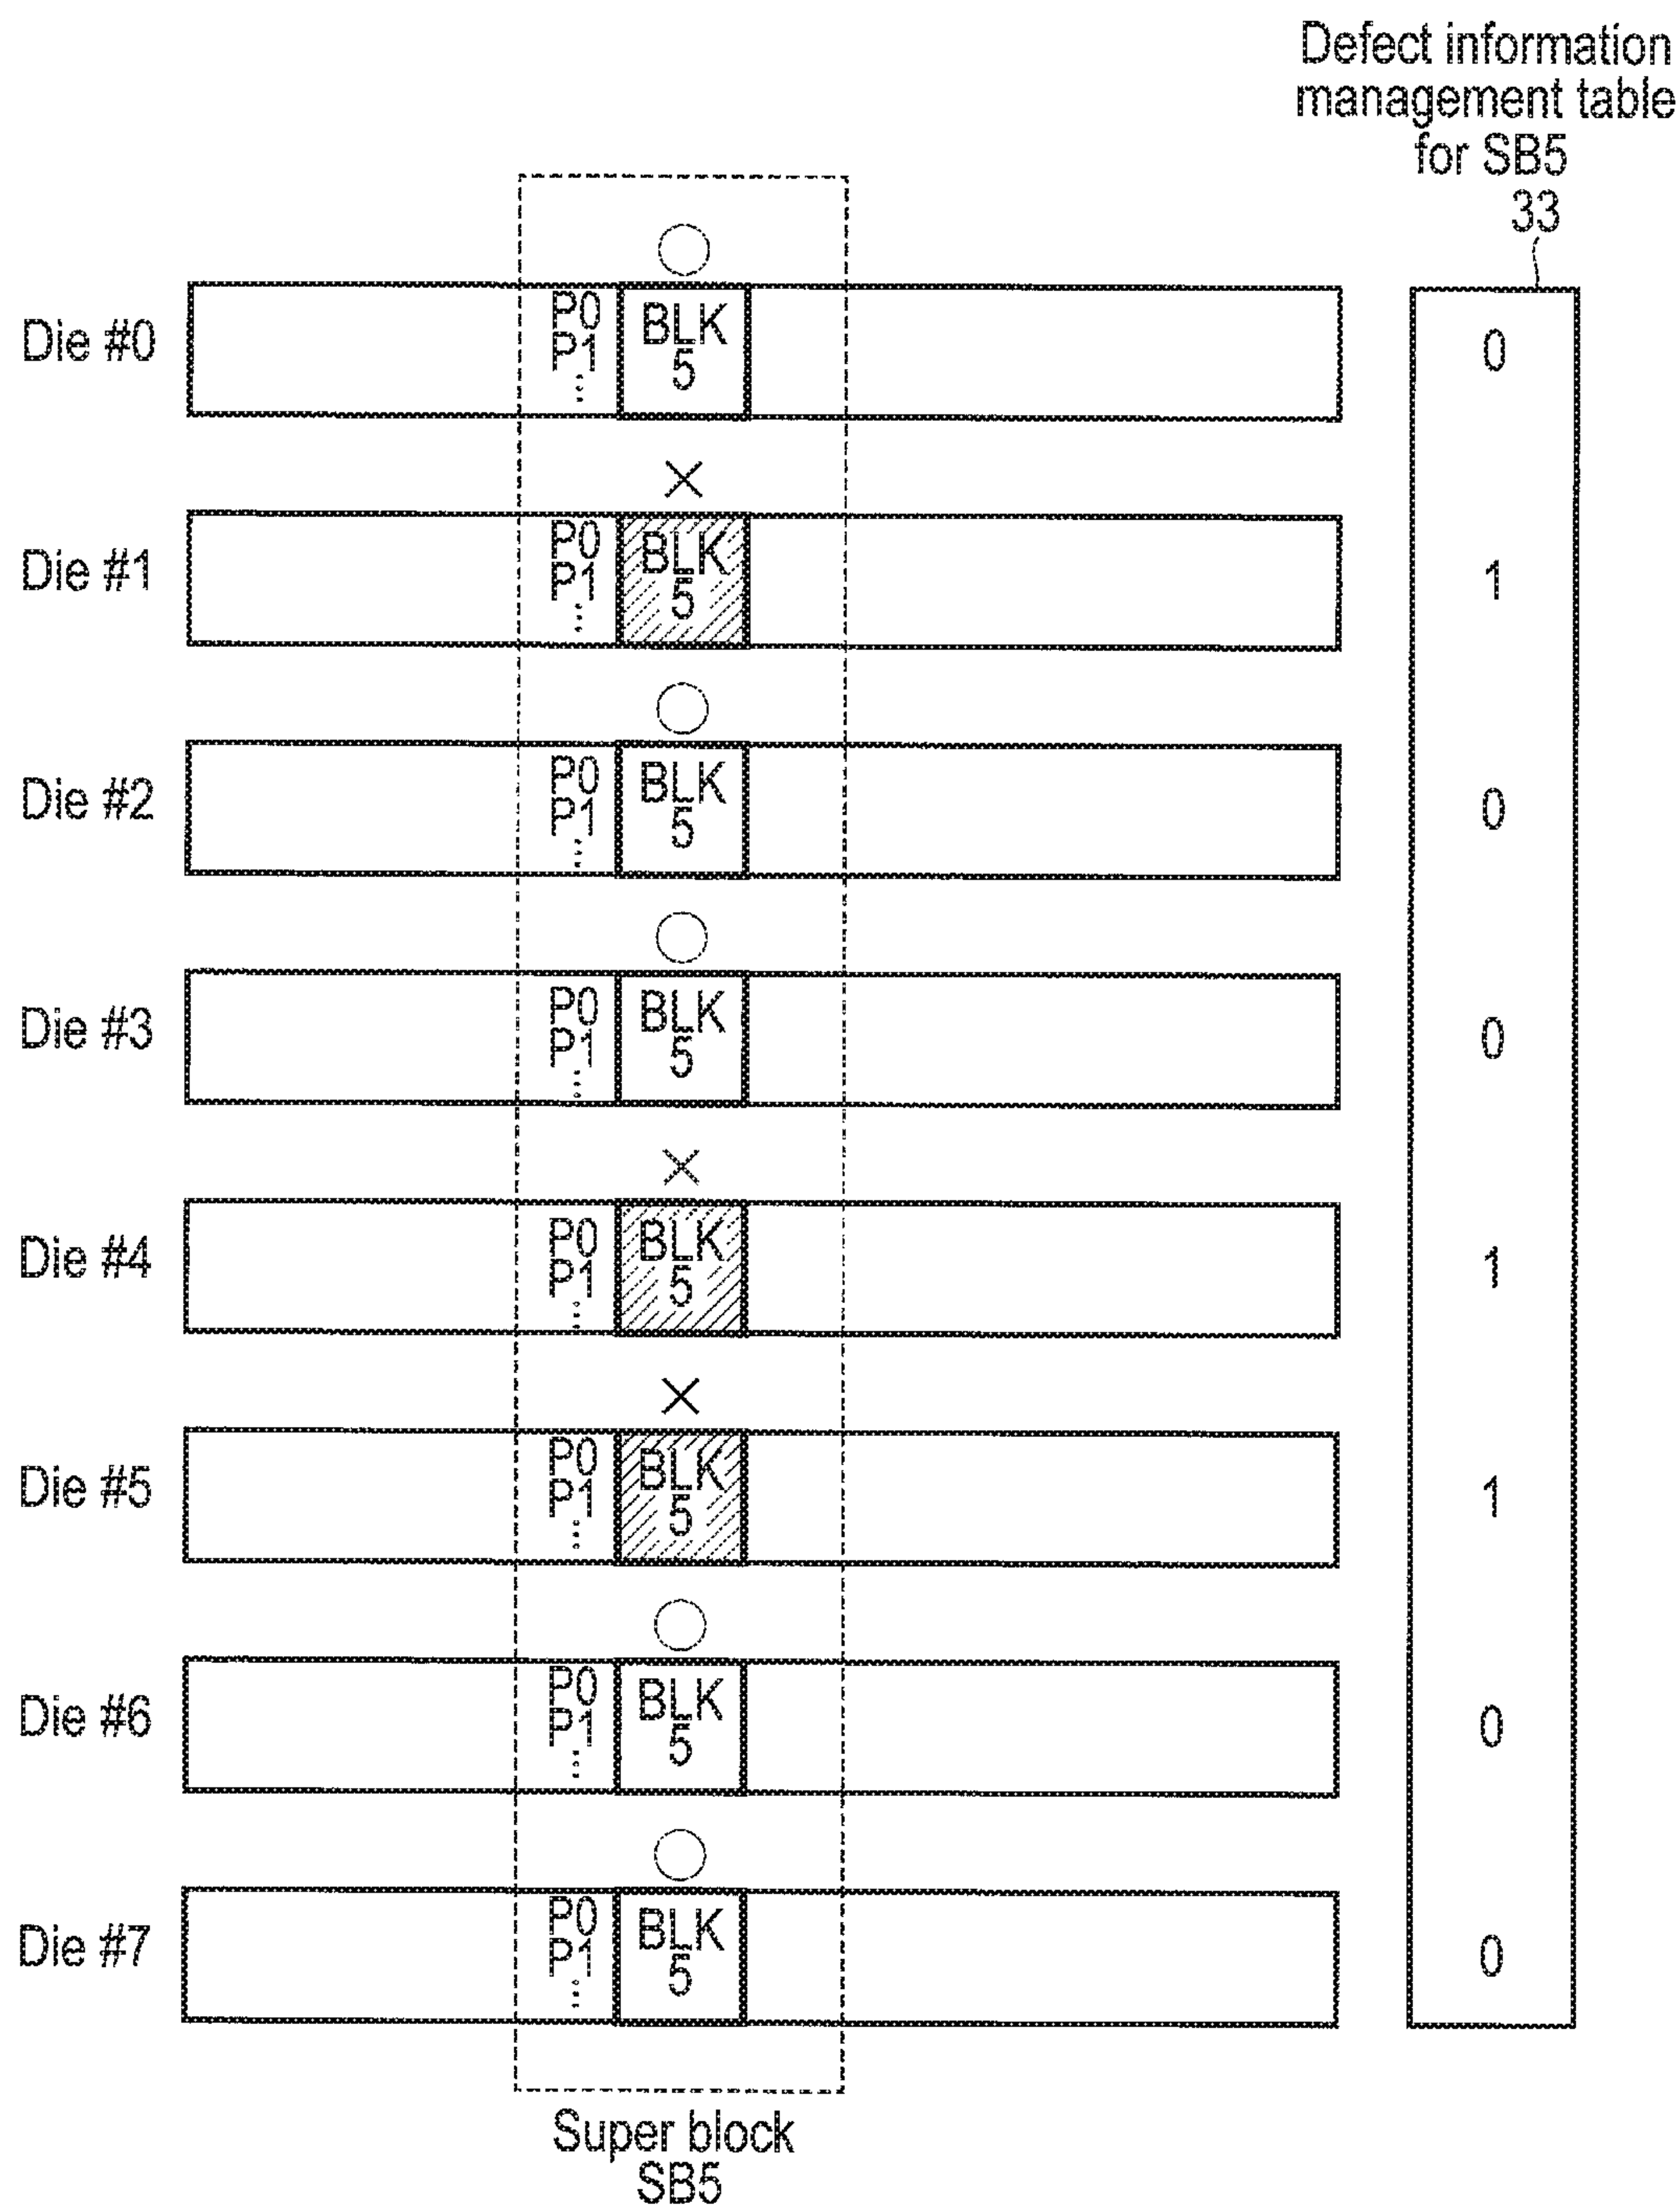 Defect information
management table
for SB5
33
Die #0
P0
P1
⋮
BLK
5
0
×
Die #1
P0
P1
⋮
BLK
5
1
Die #2
P0
P1
⋮
BLK
5
0
Die #3
P0
P1
⋮
BLK
5
0
×
Die #4
P0
P1
⋮
BLK
5
1
×
Die #5
P0
P1
⋮
BLK
5
1
Die #6
P0
P1
⋮
BLK
5
0
Die #7
P0
P1
⋮
BLK
5
0
Super block
SB5